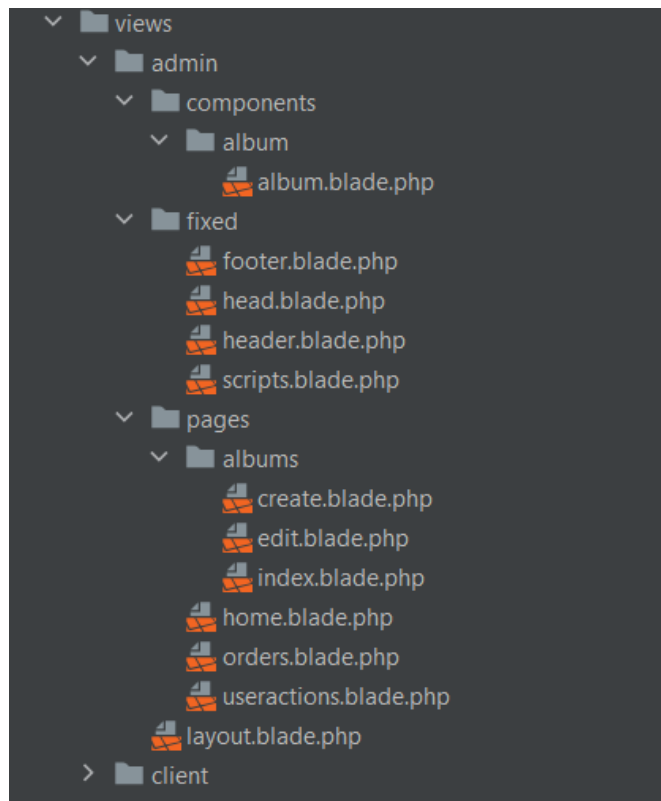 views
admin
components
album
album.blade.php
fixed
footer.blade.php
head.blade.php
header.blade.php
scripts.blade.php
pages
albums
create.blade.php
edit.blade.php
index.blade.php
home.blade.php
orders.blade.php
useractions.blade.php
layout.blade.php
client